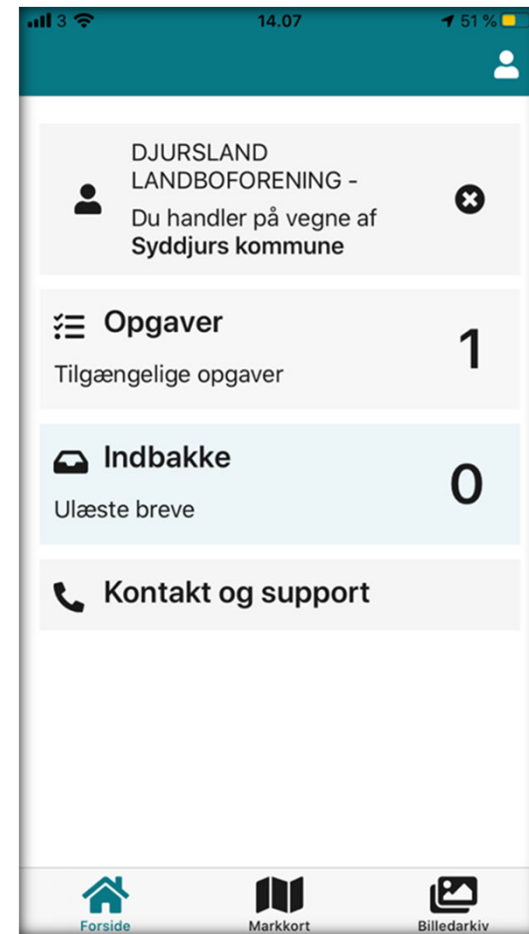 3 14.07 51 %
DJURSLAND
LANDBOFORENING -
Du handler på vegne af
Syddjurs kommune
Opgaver
1
Tilgængelige opgaver
Indbakke
0
Ulæste breve
Kontakt og support
Forside Markkort Billedarkiv